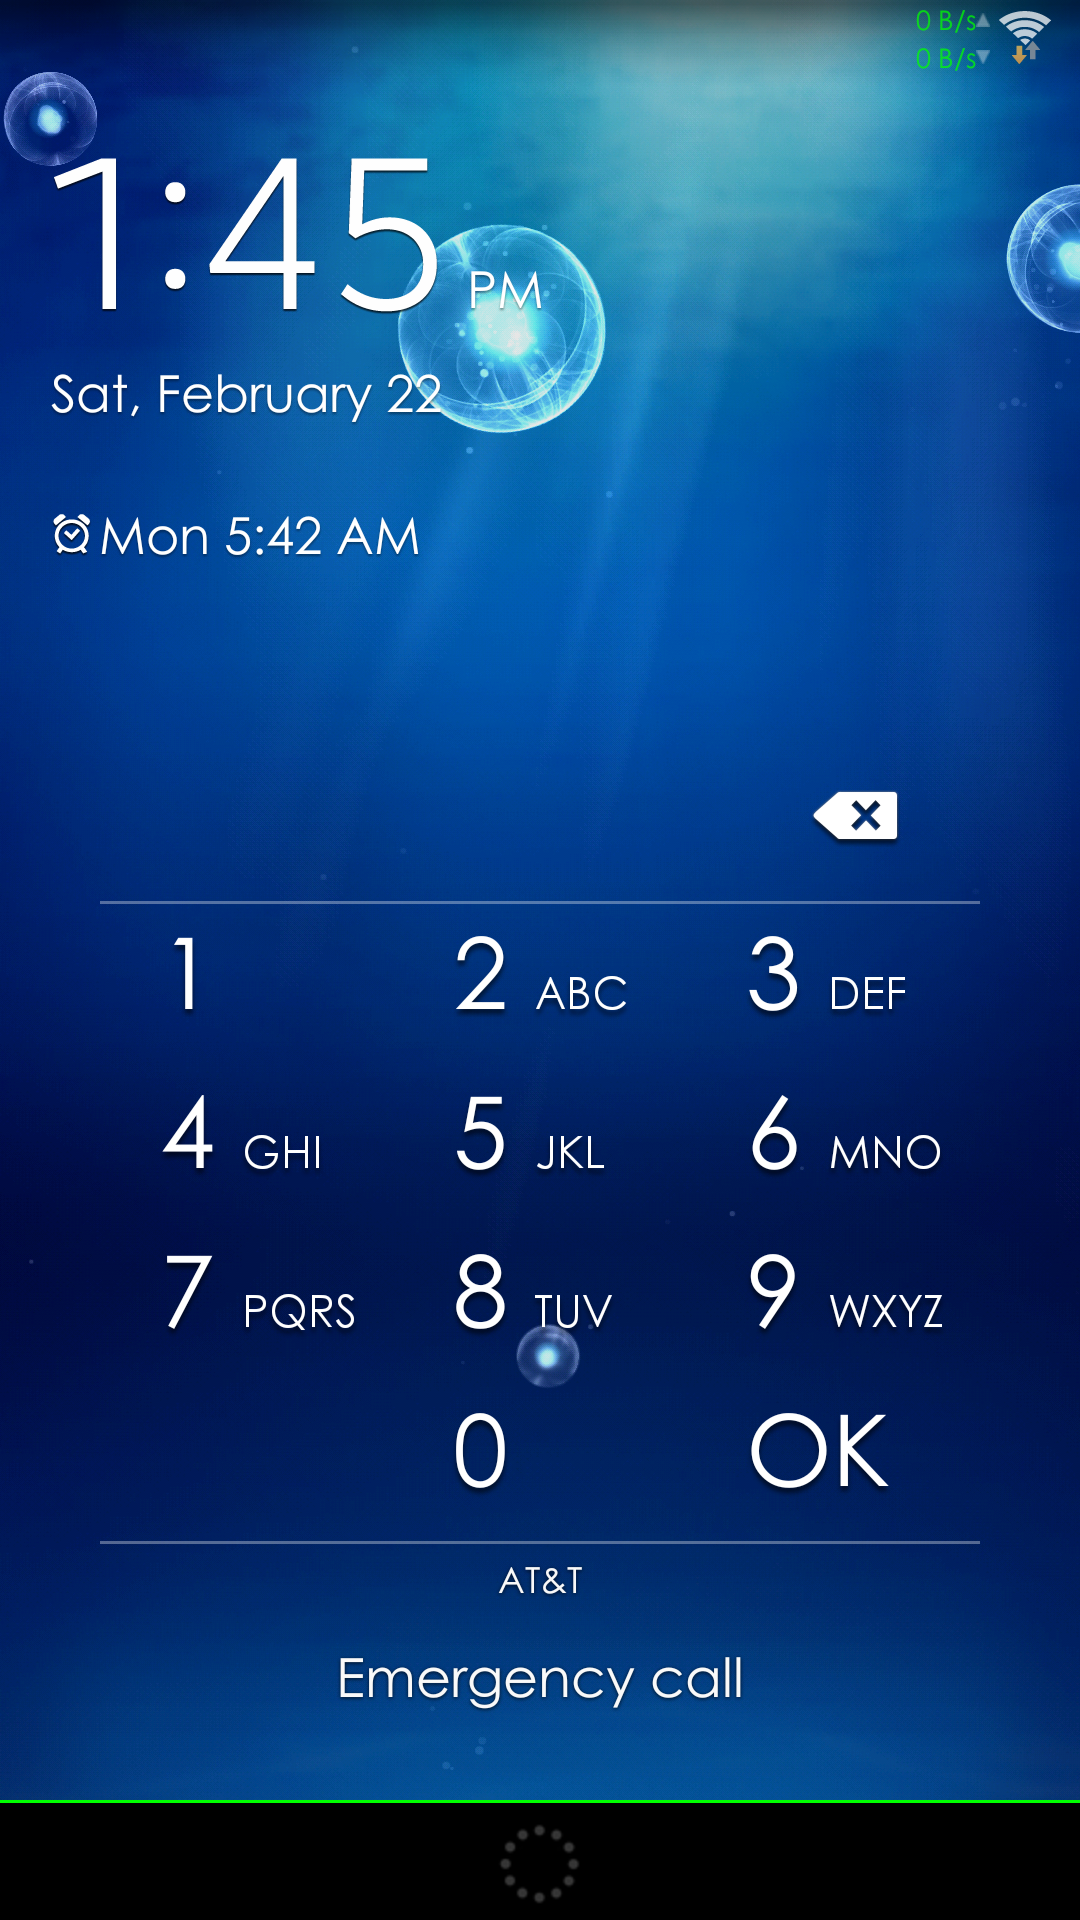 0 B/s
0 B/s
1:45 PM
Sat, February 22
Mon 5:42 AM
1 2 ABC 3 DEF
4 GHI 5 JKL 6 MNO
7 PQRS 8 TUV 9 WXYZ
0 OK
AT&T
Emergency call